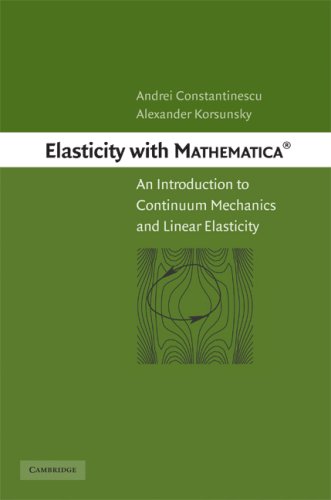 Andrei Constantinescu
Alexander Korsunsky
Elasticity with MATHEMATICA®
An Introduction to
Continuum Mechanics
and Linear Elasticity
CAMBRIDGE